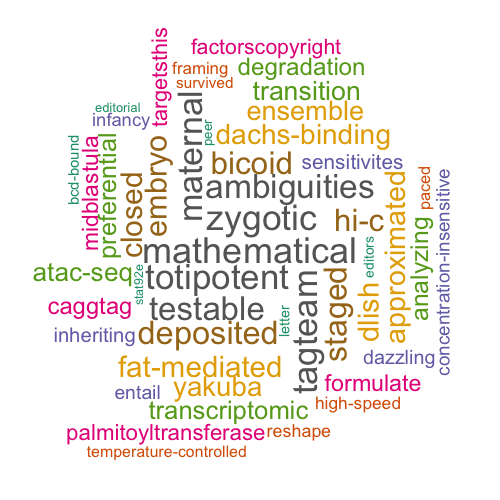 factorscopyright
targetsthis
framing
degradation
survived
transition
editorial
infancy
maternal
peer
ensemble
dachs-binding
bcd-bound
midblastula
preferential
closed
embryo
bicoid
sensitivites
ambiguities
paced
concentration-insensitive
zygotic
hi-c
approximated
analyzing
mathematical
editors
atac-seq
totipotent
stat92e
caggtag
testable
tagteam
staged
dlish
letter
inheriting
deposited
dazzling
fat-mediated
yakuba
formulate
entail
transcriptomic
high-speed
palmitoyltransferase
reshape
temperature-controlled